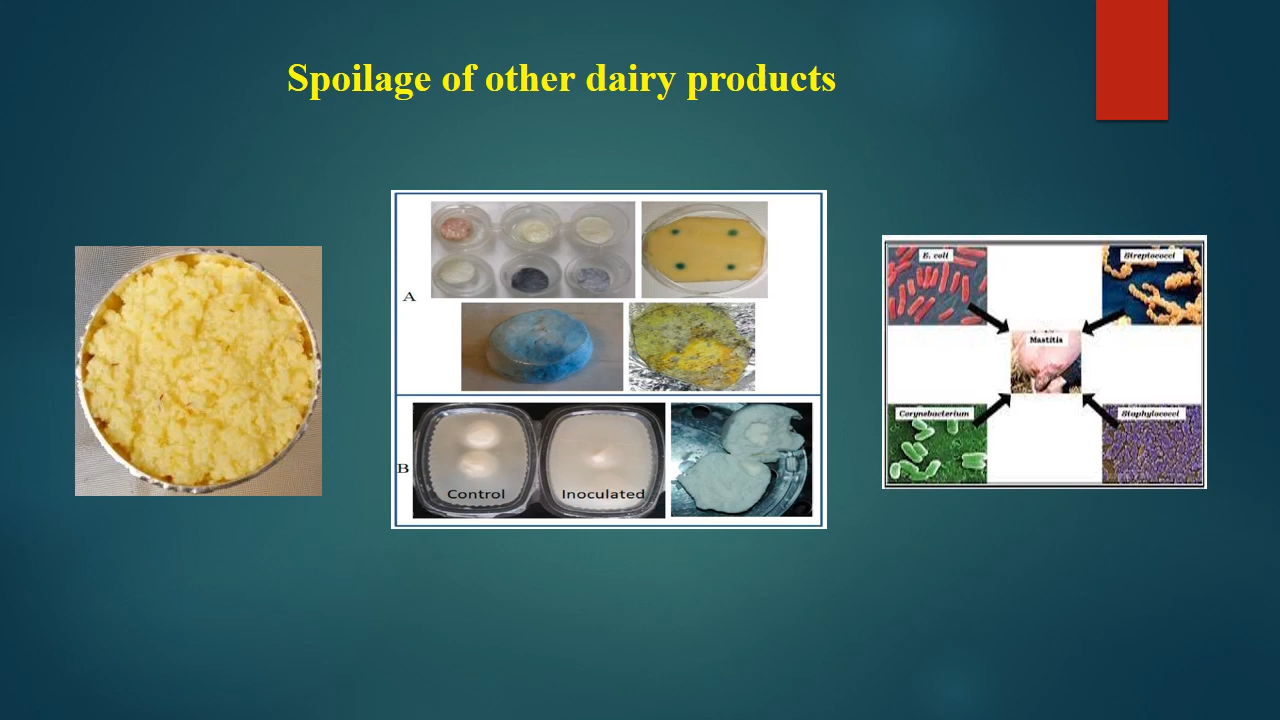 Spoilage of other dairy products
A
B
Control
Inoculated
E. coli
Streptococci
Mastitis
Corynebacterium
Staphylococci